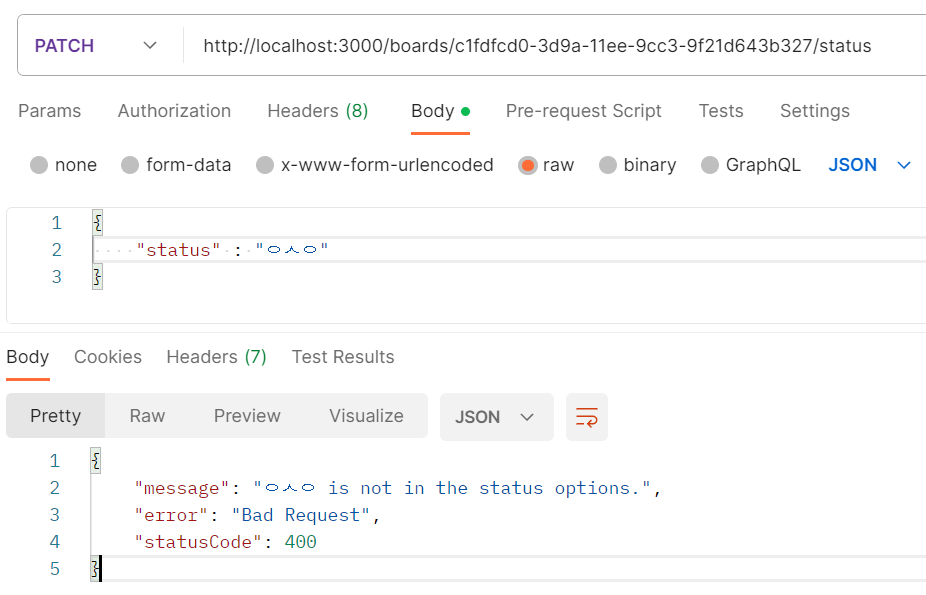 PATCH http://localhost:3000/boards/c1fdfcd0-3d9a-11ee-9cc3-9f21d643b327/status
Params Authorization Headers (8) Body Pre-request Script Tests Settings
none form-data x-www-form-urlencoded raw binary GraphQL JSON
1 {
2 "status" : "ㅇㅅㅇ"
3 }
Body Cookies Headers (7) Test Results
Pretty Raw Preview Visualize JSON
1 {
2 "message": "ㅇㅅㅇ is not in the status options.",
3 "error": "Bad Request",
4 "statusCode": 400
5 }